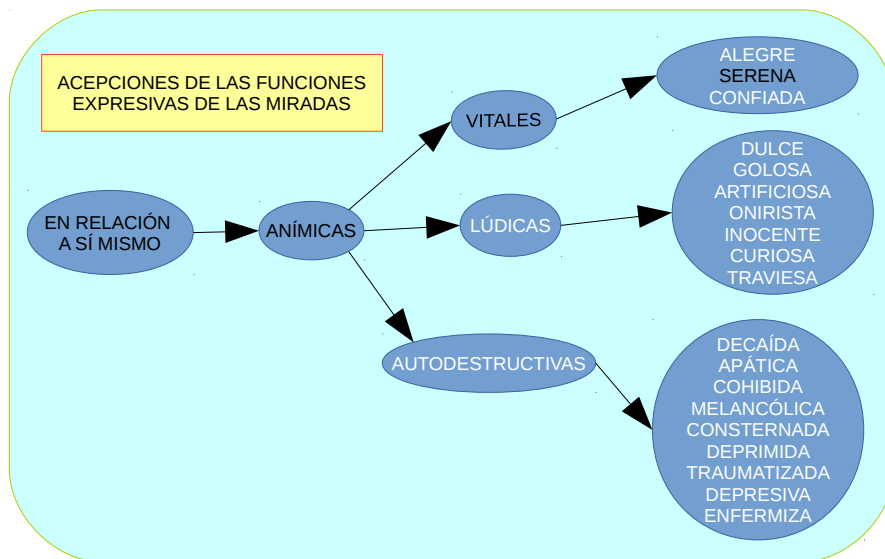 ACEPCIONES DE LAS FUNCIONES
EXPRESIVAS DE LAS MIRADAS
EN RELACIÓN
A SÍ MISMO
ANÍMICAS
VITALES
ALEGRE
SERENA
CONFIADA
LÚDICAS
DULCE
GOLOSA
ARTIFICIOSA
ONIRISTA
INOCENTE
CURIOSA
TRAVIESA
AUTODESTRUCTIVAS
DECAÍDA
APÁTICA
COHIBIDA
MELANCÓLICA
CONSTERNADA
DEPRIMIDA
TRAUMATIZADA
DEPRESIVA
ENFERMIZA